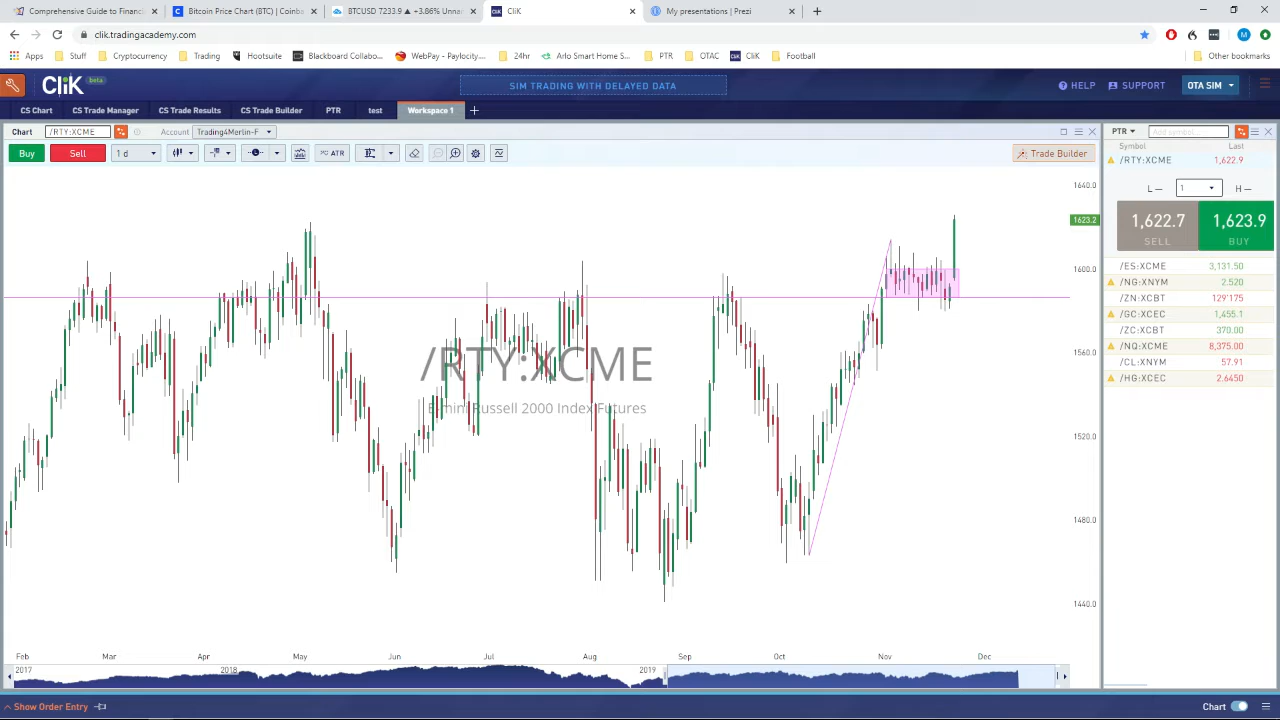 Comprehensive Guide to Financi
Bitcoin Price Chart (BTC) | Coinba
BTCUSD 7233.9 ▲ +3.86% Unnai
CliK
My presentations | Prezi
clik.tradingacademy.com
Apps
Stuff
Cryptocurrency
Trading
Hootsuite
Blackboard Collabo...
WebPay - Paylocity...
24hr
Arlo Smart Home S...
PTR
OTAC
CliK
Football
Other bookmarks
CliK beta
SIM TRADING WITH DELAYED DATA
HELP
SUPPORT
OTA SIM
CS Chart
CS Trade Manager
CS Trade Results
CS Trade Builder
PTR
test
Workspace 1
Chart
/RTY:XCME
Account
Trading4Merlin-F
PTR
Add symbol...
Buy
Sell
1 d
ATR
Trade Builder
Symbol Last
/RTY:XCME 1,622.9
L — 1 H —
1,622.7 1,623.9
SELL BUY
/ES:XCME 3,131.50
/NG:XNYM 2.520
/ZN:XCBT 129'175
/GC:XCEC 1,455.1
/ZC:XCBT 370.00
/NQ:XCME 8,375.00
/CL:XNYM 57.91
/HG:XCEC 2.6450
1640.0
1623.2
1600.0
1560.0
1520.0
1480.0
1440.0
/RTY:XCME
E-mini Russell 2000 Index Futures
Feb Mar Apr May Jun Jul Aug Sep Oct Nov Dec
2017 2018 2019
Show Order Entry
Chart